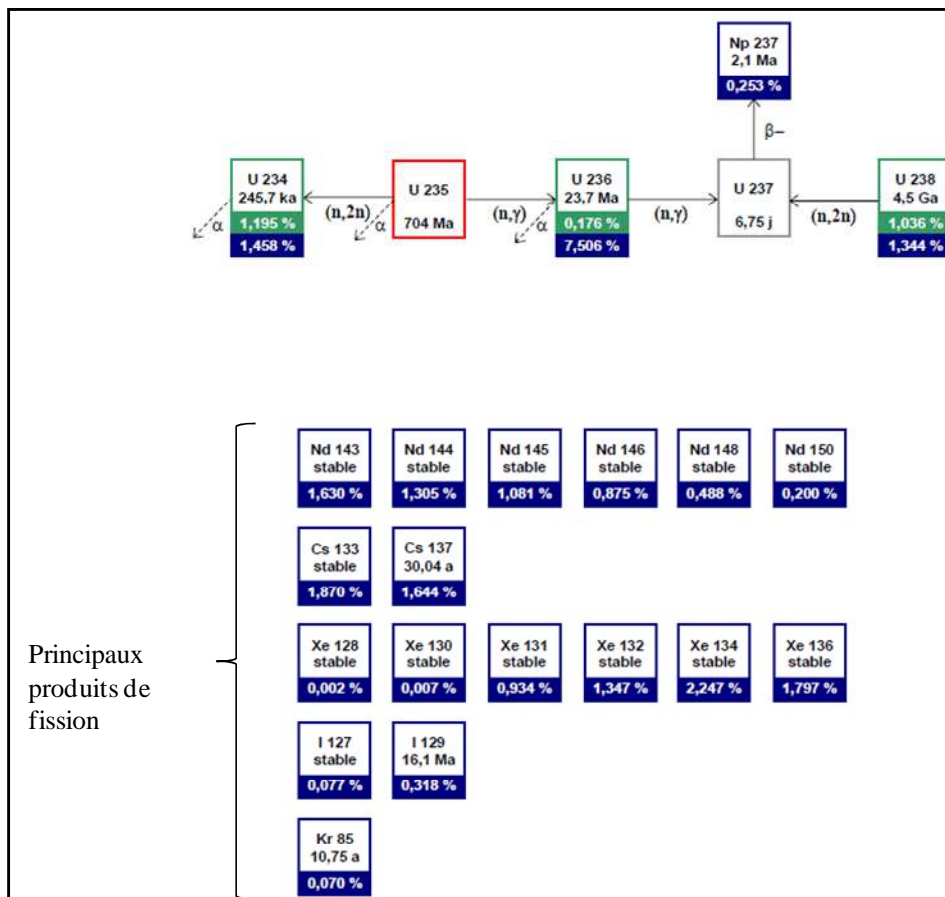 Np 237
2,1 Ma
0,253 %
β−
U 234
245,7 ka
1,195 %
1,458 %
α
(n,2n)
U 235
704 Ma
α
(n,γ)
U 236
23,7 Ma
0,176 %
7,506 %
α
(n,γ)
U 237
6,75 j
(n,2n)
U 238
4,5 Ga
1,036 %
1,344 %
Principaux
produits de
fission
Nd 143
stable
1,630 %
Nd 144
stable
1,305 %
Nd 145
stable
1,081 %
Nd 146
stable
0,875 %
Nd 148
stable
0,488 %
Nd 150
stable
0,200 %
Cs 133
stable
1,870 %
Cs 137
30,04 a
1,644 %
Xe 128
stable
0,002 %
Xe 130
stable
0,007 %
Xe 131
stable
0,934 %
Xe 132
stable
1,347 %
Xe 134
stable
2,247 %
Xe 136
stable
1,797 %
I 127
stable
0,077 %
I 129
16,1 Ma
0,318 %
Kr 85
10,75 a
0,070 %